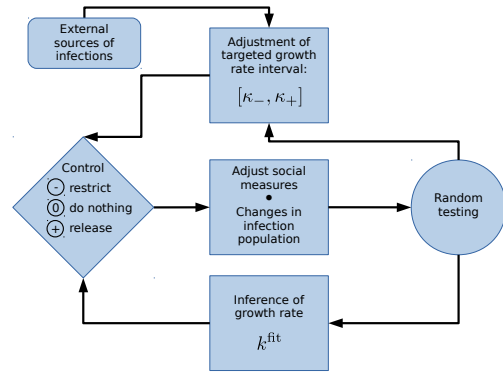 External
sources of
infections
Adjustment of
targeted growth
rate interval:
[κ₋, κ₊]
Control
- restrict
0 do nothing
+ release
Adjust social
measures
•
Changes in
infection
population
Random
testing
Inference of
growth rate
k^fit